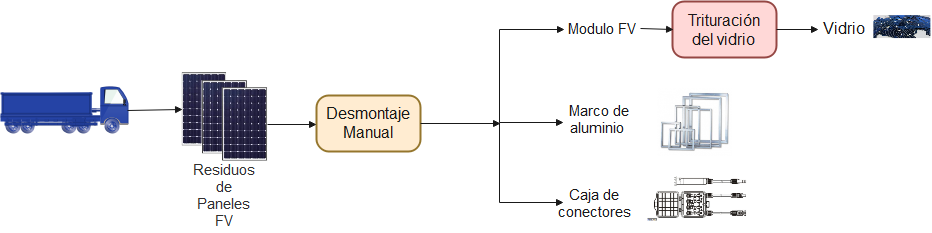 Residuos
de
Paneles
FV
Desmontaje
Manual
Modulo FV
Trituración
del vidrio
Vidrio
Marco de
aluminio
Caja de
conectores